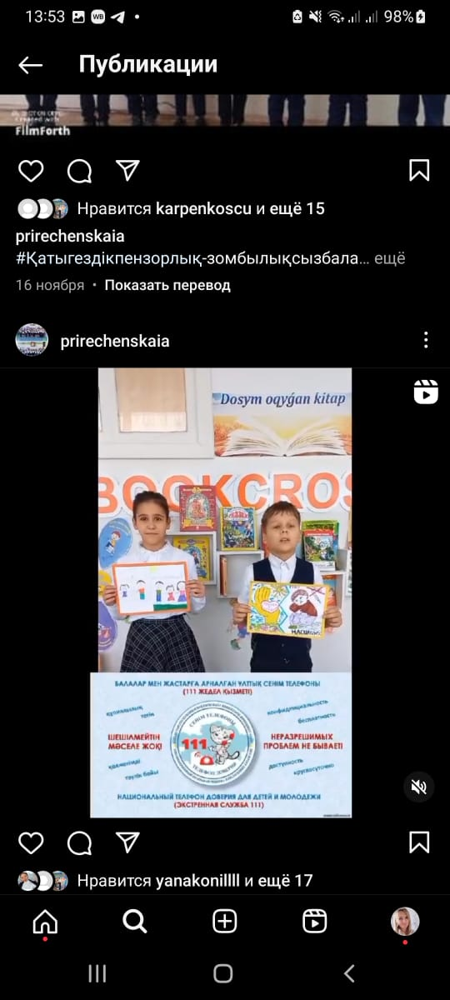 13:53
WB
98%
Публикации
Created with
FilmForth
Нравится karpenkoscu и ещё 15
prirechenskaia
#Қатыгездікпензорлық-зомбылықсызбала... ещё
16 ноября • Показать перевод
prirechenskaia
Dosym oqyǵan kitap
BOOKCROS
СКАЗКИ
БАЛАЛАР МЕН ЖАСТАРҒА АРНАЛҒАН ҰЛТТЫҚ СЕНІМ ТЕЛЕФОНЫ
(111 ЖЕДЕЛ ҚЫЗМЕТІ)
құпиялылық
тегін
конфиденциальность
бесплатность
СЕНІМ ТЕЛЕФОНЫ
111
ТЕЛЕФОН ДОВЕРИЯ
ШЕШІЛМЕЙТІН
МӘСЕЛЕ ЖОҚ!
НЕРАЗРЕШИМЫХ
ПРОБЛЕМ НЕ БЫВАЕТ!
қолжетімді
тәулік бойы
доступность
круглосуточно
НАЦИОНАЛЬНЫЙ ТЕЛЕФОН ДОВЕРИЯ ДЛЯ ДЕТЕЙ И МОЛОДЕЖИ
(ЭКСТРЕННАЯ СЛУЖБА 111)
Нравится yanakonillll и ещё 17